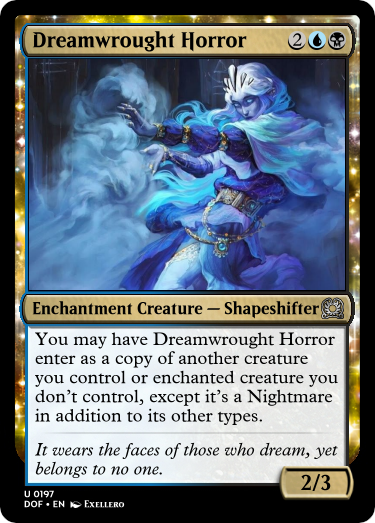 Dreamwrought Horror 2
Enchantment Creature — Shapeshifter
You may have Dreamwrought Horror
enter as a copy of another creature
you control or enchanted creature you
don't control, except it's a Nightmare
in addition to its other types.
It wears the faces of those who dream, yet
belongs to no one.
2/3
U 0197
DOF • EN Exellero